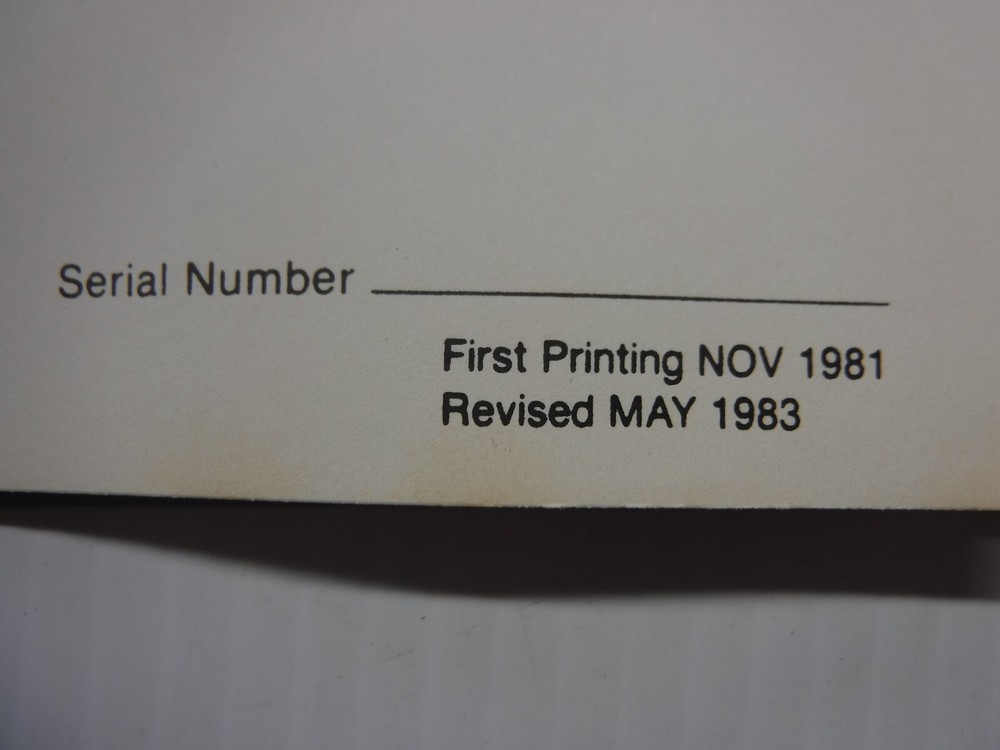 Serial Number
First Printing NOV 1981
Revised MAY 1983